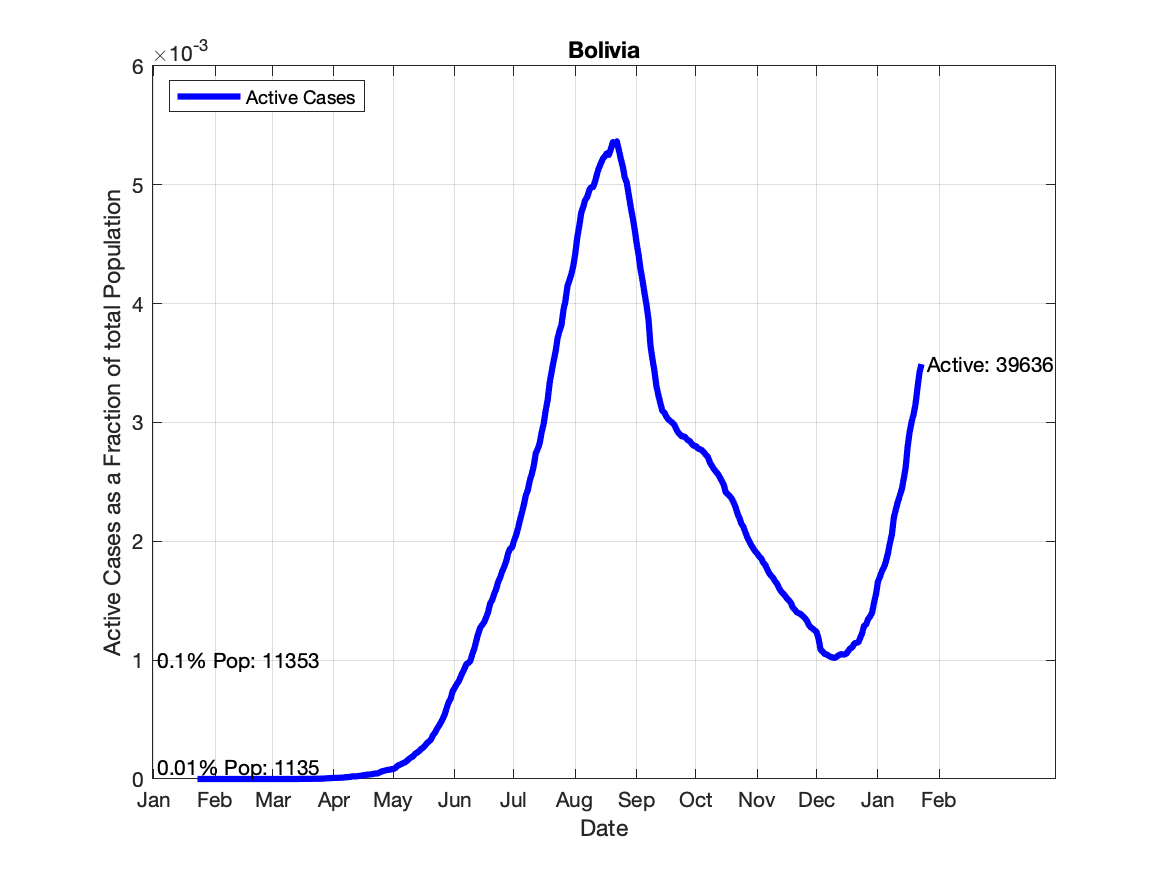 Bolivia
×10-3
6
5
4
3
2
1
0
Active Cases as a Fraction of total Population
Active Cases
Active: 39636
0.1% Pop: 11353
0.01% Pop: 1135
Jan Feb Mar Apr May Jun Jul Aug Sep Oct Nov Dec Jan Feb
Date